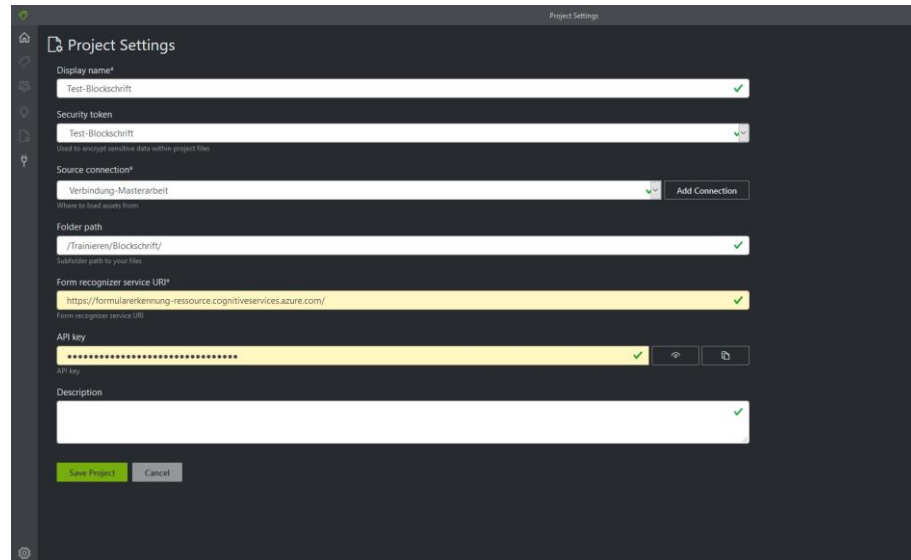 Project Settings
Project Settings
Display name*
Test-Blockschrift
Security token
Test-Blockschrift
Used to encrypt sensitive data within project files
Source connection*
Verbindung-Masterarbeit
Add Connection
Where to load assets from
Folder path
/Trainieren/Blockschrift/
Subfolder path to your files
Form recognizer service URI*
https://formularerkennung-ressource.cognitiveservices.azure.com/
Form recognizer service URI
API key
API key
Description
Save Project
Cancel